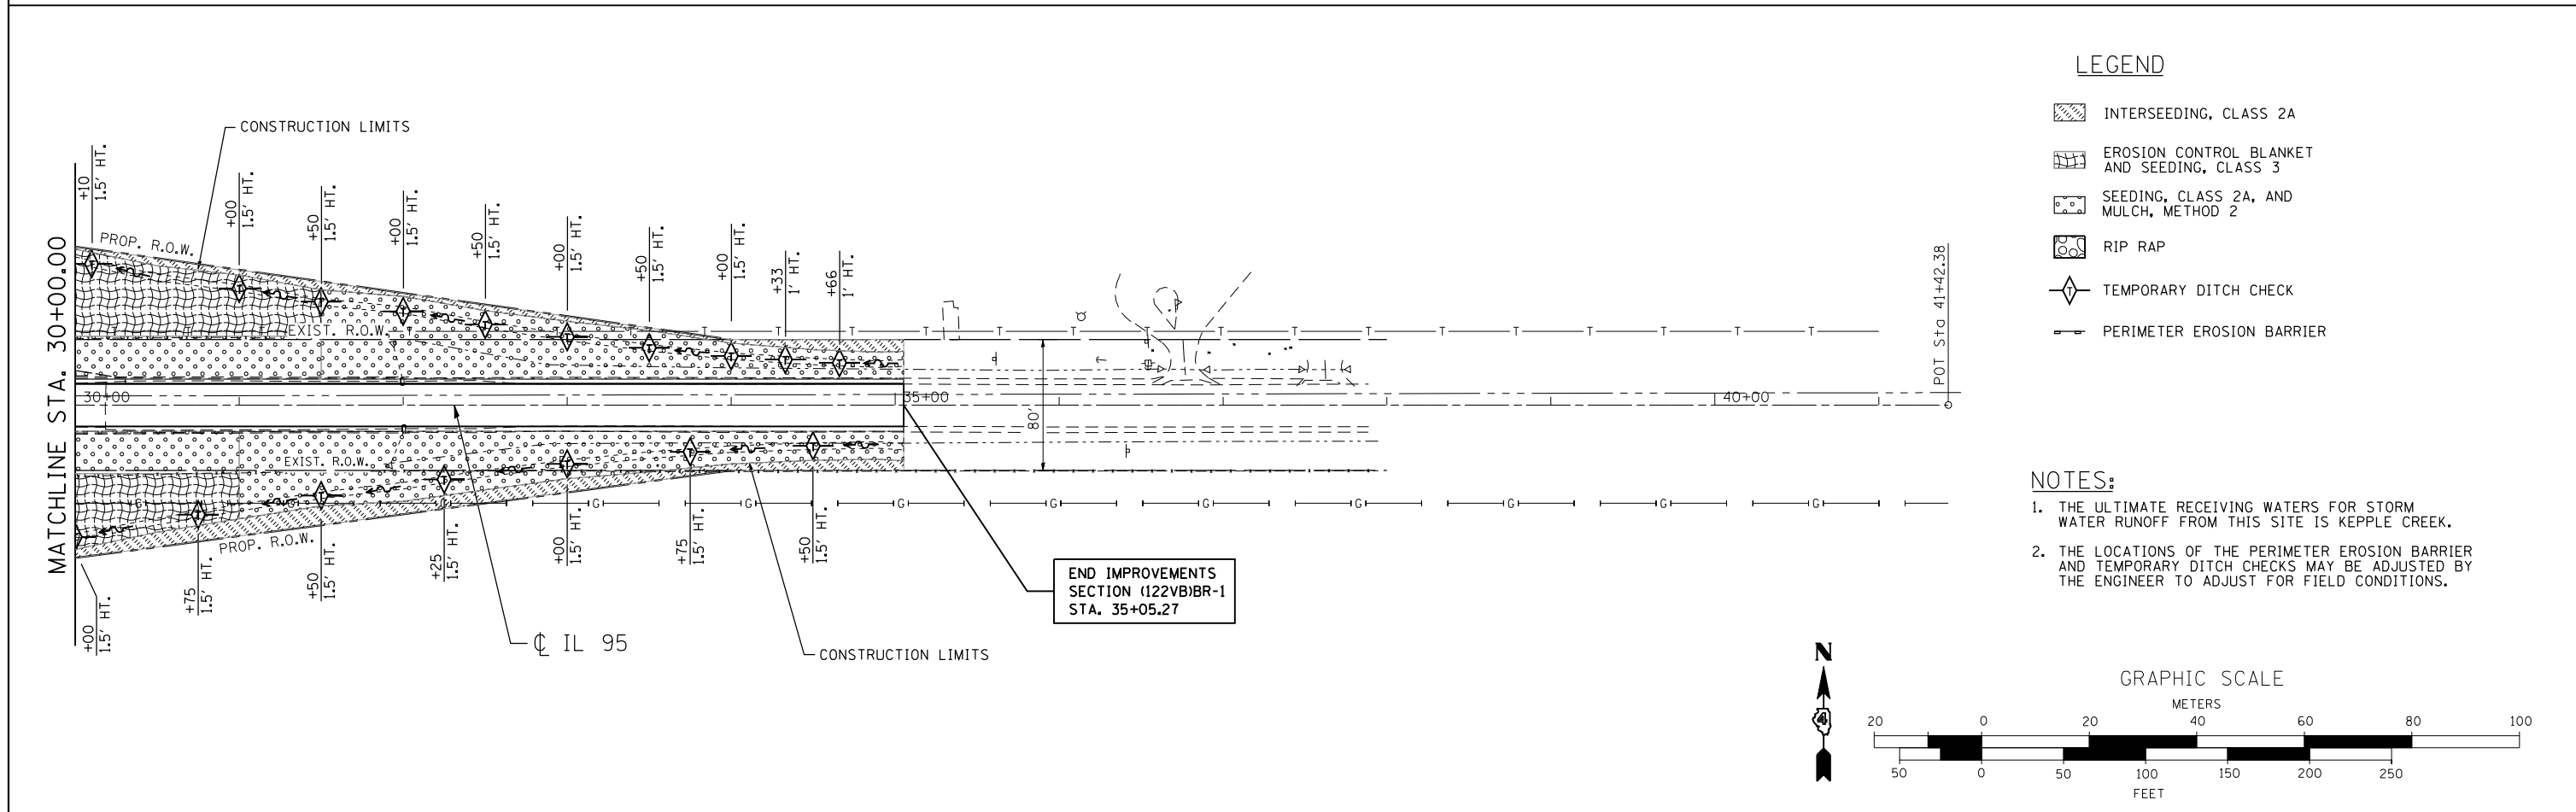 CONSTRUCTION LIMITS
+10
1.5' HT.
+00
1.5' HT.
+50
1.5' HT.
+00
1.5' HT.
+50
1.5' HT.
+00
1.5' HT.
+50
1.5' HT.
+00
1.5' HT.
+33
1' HT.
+66
1' HT.
MATCHLINE STA. 30+00.00
PROP. R.O.W.
EXIST. R.O.W.
T T T T T T T T T T T T T T T T T T T
30+00
35+00
40+00
80'
POT Sta 41+42.38
EXIST. R.O.W.
G G G G G G G G G G G G
PROP. R.O.W.
+00
1.5' HT.
+75
1.5' HT.
+50
1.5' HT.
+25
1.5' HT.
+00
1.5' HT.
+75
1.5' HT.
+50
1.5' HT.
℄ IL 95
CONSTRUCTION LIMITS
END IMPROVEMENTS
SECTION (122VB)BR-1
STA. 35+05.27
LEGEND
INTERSEEDING, CLASS 2A
EROSION CONTROL BLANKET
AND SEEDING, CLASS 3
SEEDING, CLASS 2A, AND
MULCH, METHOD 2
RIP RAP
T TEMPORARY DITCH CHECK
PERIMETER EROSION BARRIER
NOTES:
1. THE ULTIMATE RECEIVING WATERS FOR STORM
WATER RUNOFF FROM THIS SITE IS KEPPLE CREEK.
2. THE LOCATIONS OF THE PERIMETER EROSION BARRIER
AND TEMPORARY DITCH CHECKS MAY BE ADJUSTED BY
THE ENGINEER TO ADJUST FOR FIELD CONDITIONS.
N
4
GRAPHIC SCALE
METERS
20 0 20 40 60 80 100
50 0 50 100 150 200 250
FEET